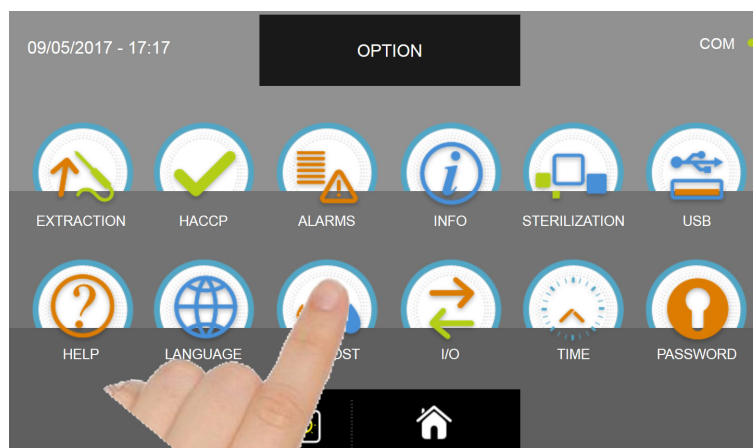 09/05/2017 - 17:17
OPTION
COM
EXTRACTION
HACCP
ALARMS
INFO
STERILIZATION
USB
HELP
LANGUAGE
I/O
TIME
PASSWORD